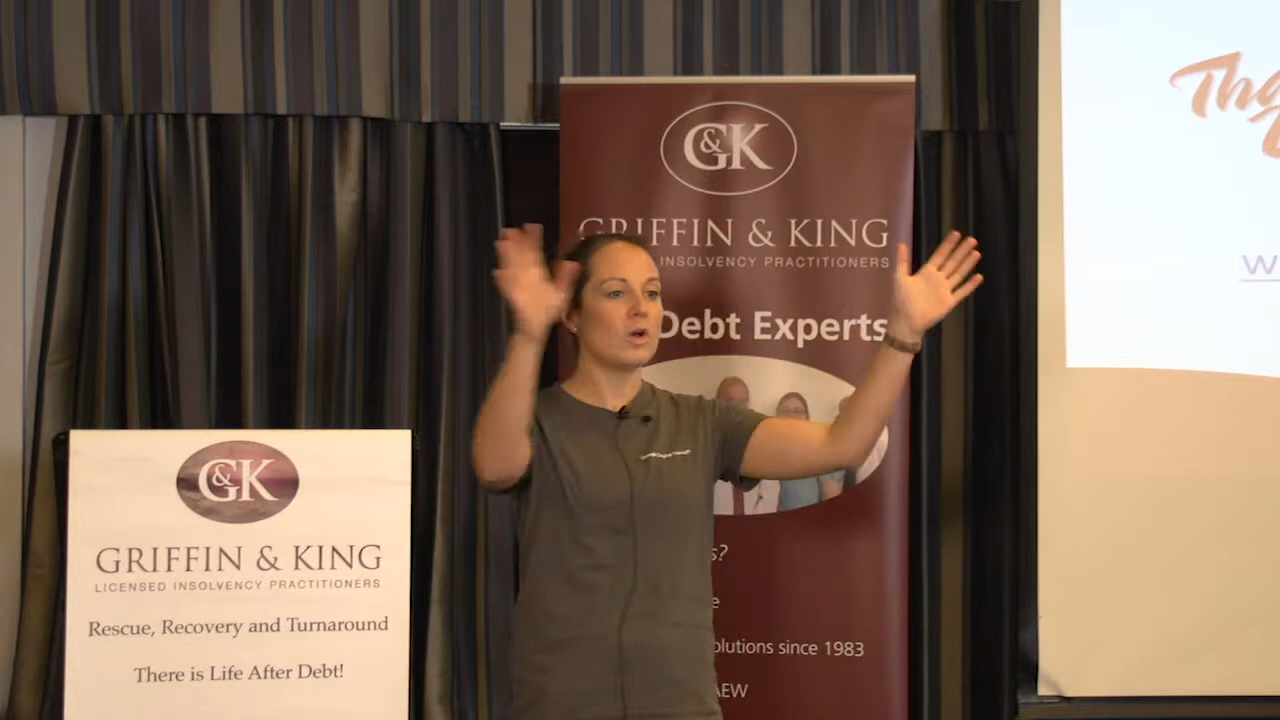 G&K
GRIFFIN & KING
INSOLVENCY PRACTITIONERS
Debt Experts
s?
e
olutions since 1983
AEW
G&K
GRIFFIN & KING
LICENSED INSOLVENCY PRACTITIONERS
Rescue, Recovery and Turnaround
There is Life After Debt!
Tha
W